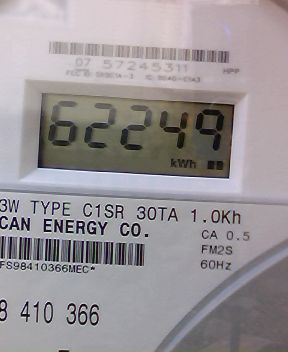 07 57245311
HPP
62249
kWh
3W TYPE C1SR 30TA 1.0Kh
CAN ENERGY CO.
CA 0.5
FM2S
60Hz
FS98410366MEC*
8 410 366